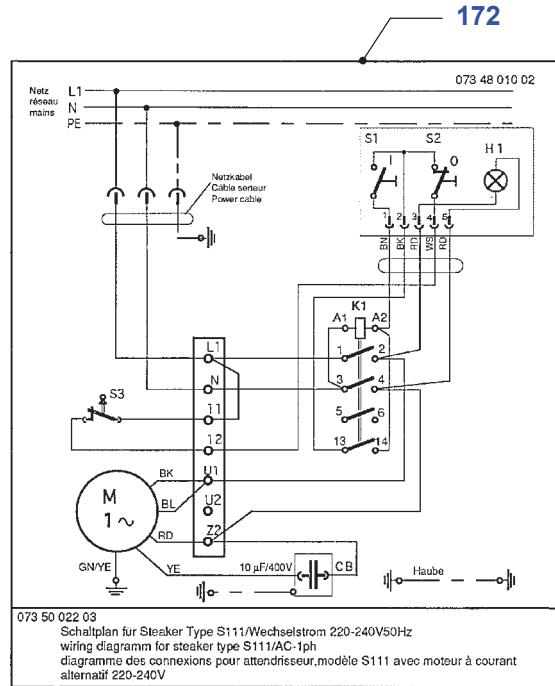 172
073 48 010 02
Netz L1
réseau N
mains
PE
S1 S2 H1
I O
Netzkabel
Câble serteur
Power cable
1 2 3 4 5
BN BK RD WS RD
K1
A1 A2
L1 1 2
N 3 4
S3
11 5 6
12 13 14
BK U1
M
1~
BL U2
RD Z2
GN/YE YE 10 µF/400V CB
Haube
073 50 022 03
Schaltplan für Steaker Type S111/Wechselstrom 220-240V50Hz
wiring diagramm for steaker type S111/AC-1ph
diagramme des connexions pour attendrisseur,modèle S111 avec moteur à courant
alternatif 220-240V